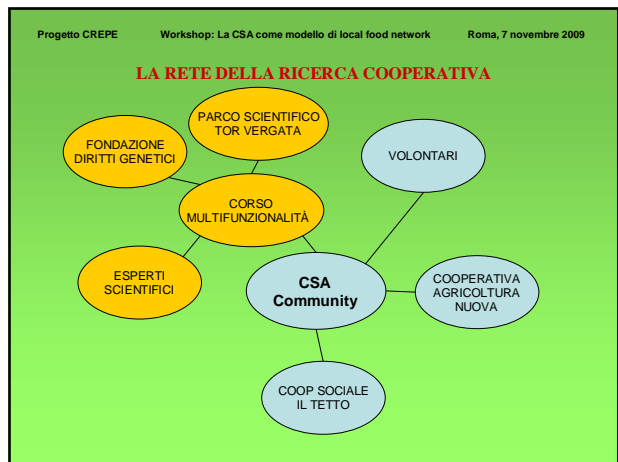 Progetto CREPE Workshop: La CSA come modello di local food network Roma, 7 novembre 2009
LA RETE DELLA RICERCA COOPERATIVA
PARCO SCIENTIFICO
TOR VERGATA
FONDAZIONE
DIRITTI GENETICI
VOLONTARI
CORSO
MULTIFUNZIONALITÀ
ESPERTI
SCIENTIFICI
CSA
Community
COOPERATIVA
AGRICOLTURA
NUOVA
COOP SOCIALE
IL TETTO